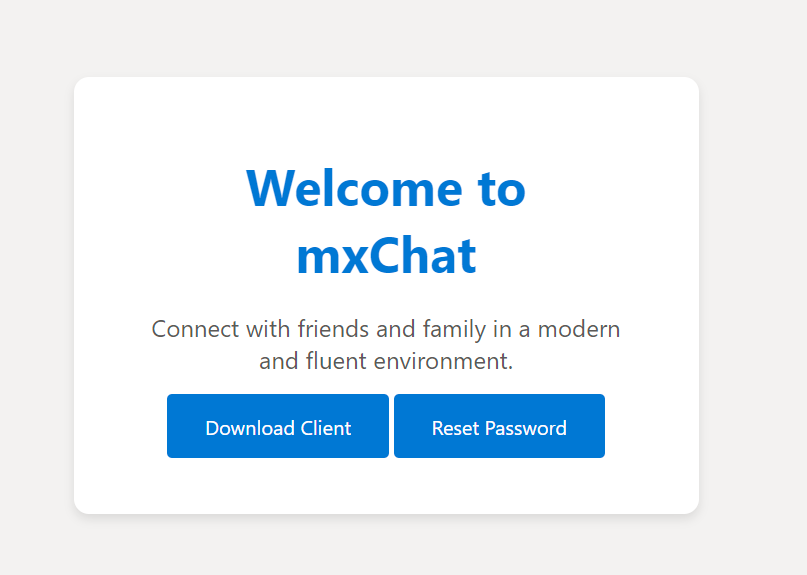 Welcome to
mxChat
Connect with friends and family in a modern
and fluent environment.
Download Client
Reset Password